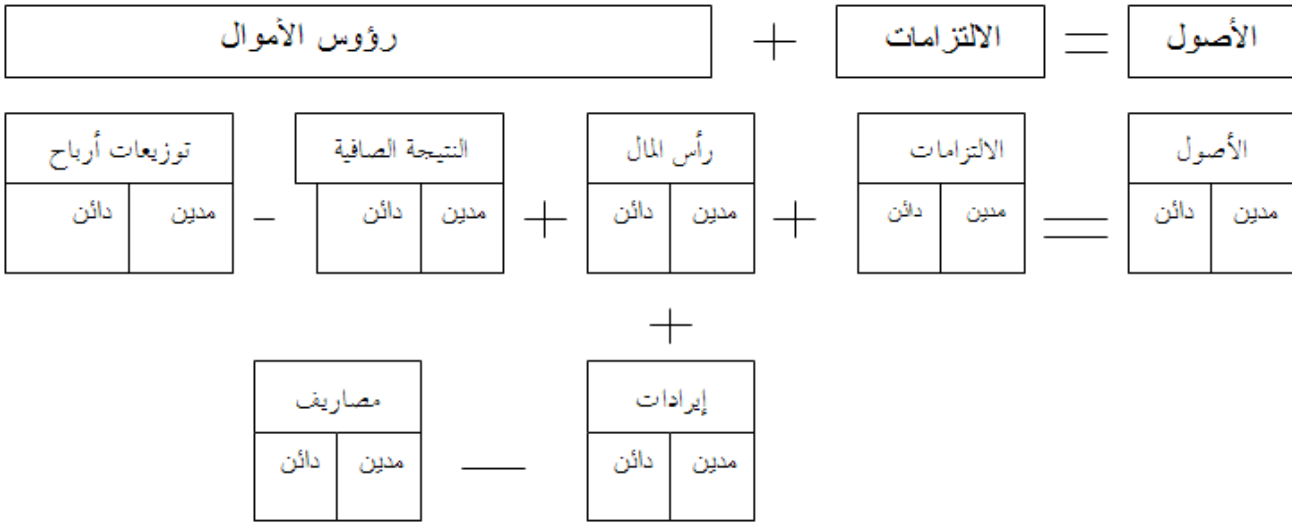 الأصول = الالتزامات + رؤوس الأموال
الأصول الالتزامات رأس المال النتيجة الصافية توزيعات أرباح
مدين دائن = مدين دائن + مدين دائن + مدين دائن - مدين دائن
+
إيرادات مصاريف
مدين دائن — مدين دائن